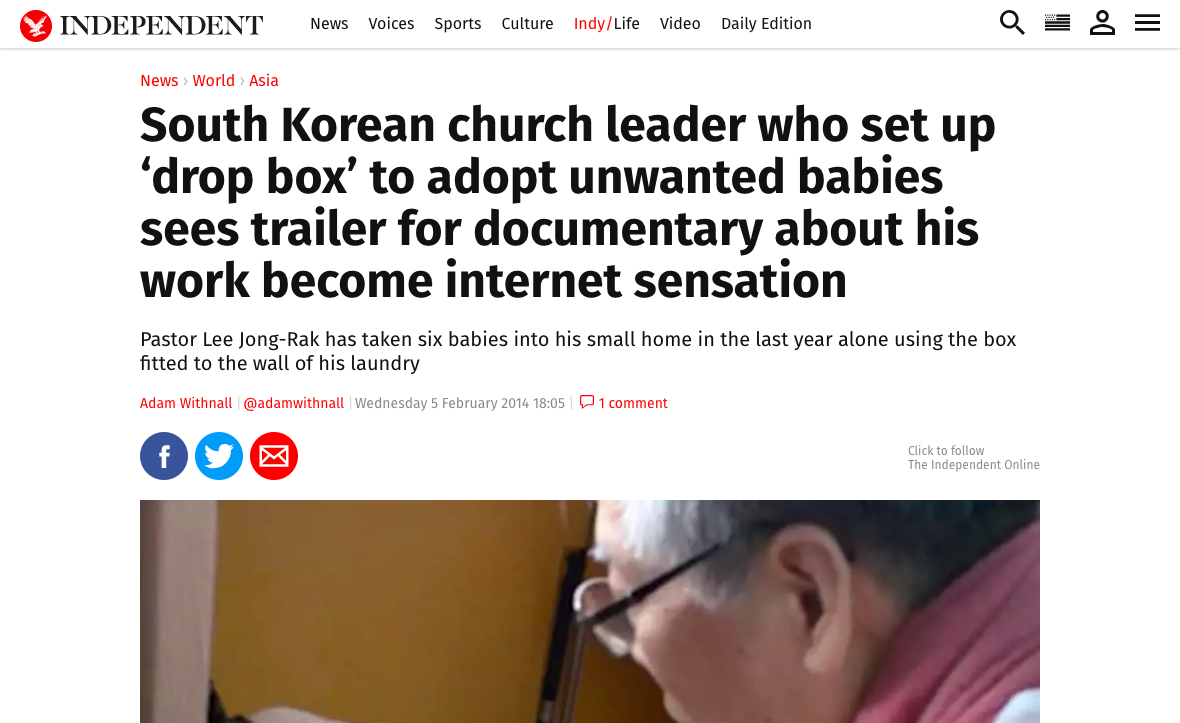 INDEPENDENT
News Voices Sports Culture Indy/Life Video Daily Edition
News › World › Asia
South Korean church leader who set up
‘drop box’ to adopt unwanted babies
sees trailer for documentary about his
work become internet sensation
Pastor Lee Jong-Rak has taken six babies into his small home in the last year alone using the box
fitted to the wall of his laundry
Adam Withnall | @adamwithnall | Wednesday 5 February 2014 18:05 | 1 comment
Click to follow
The Independent Online